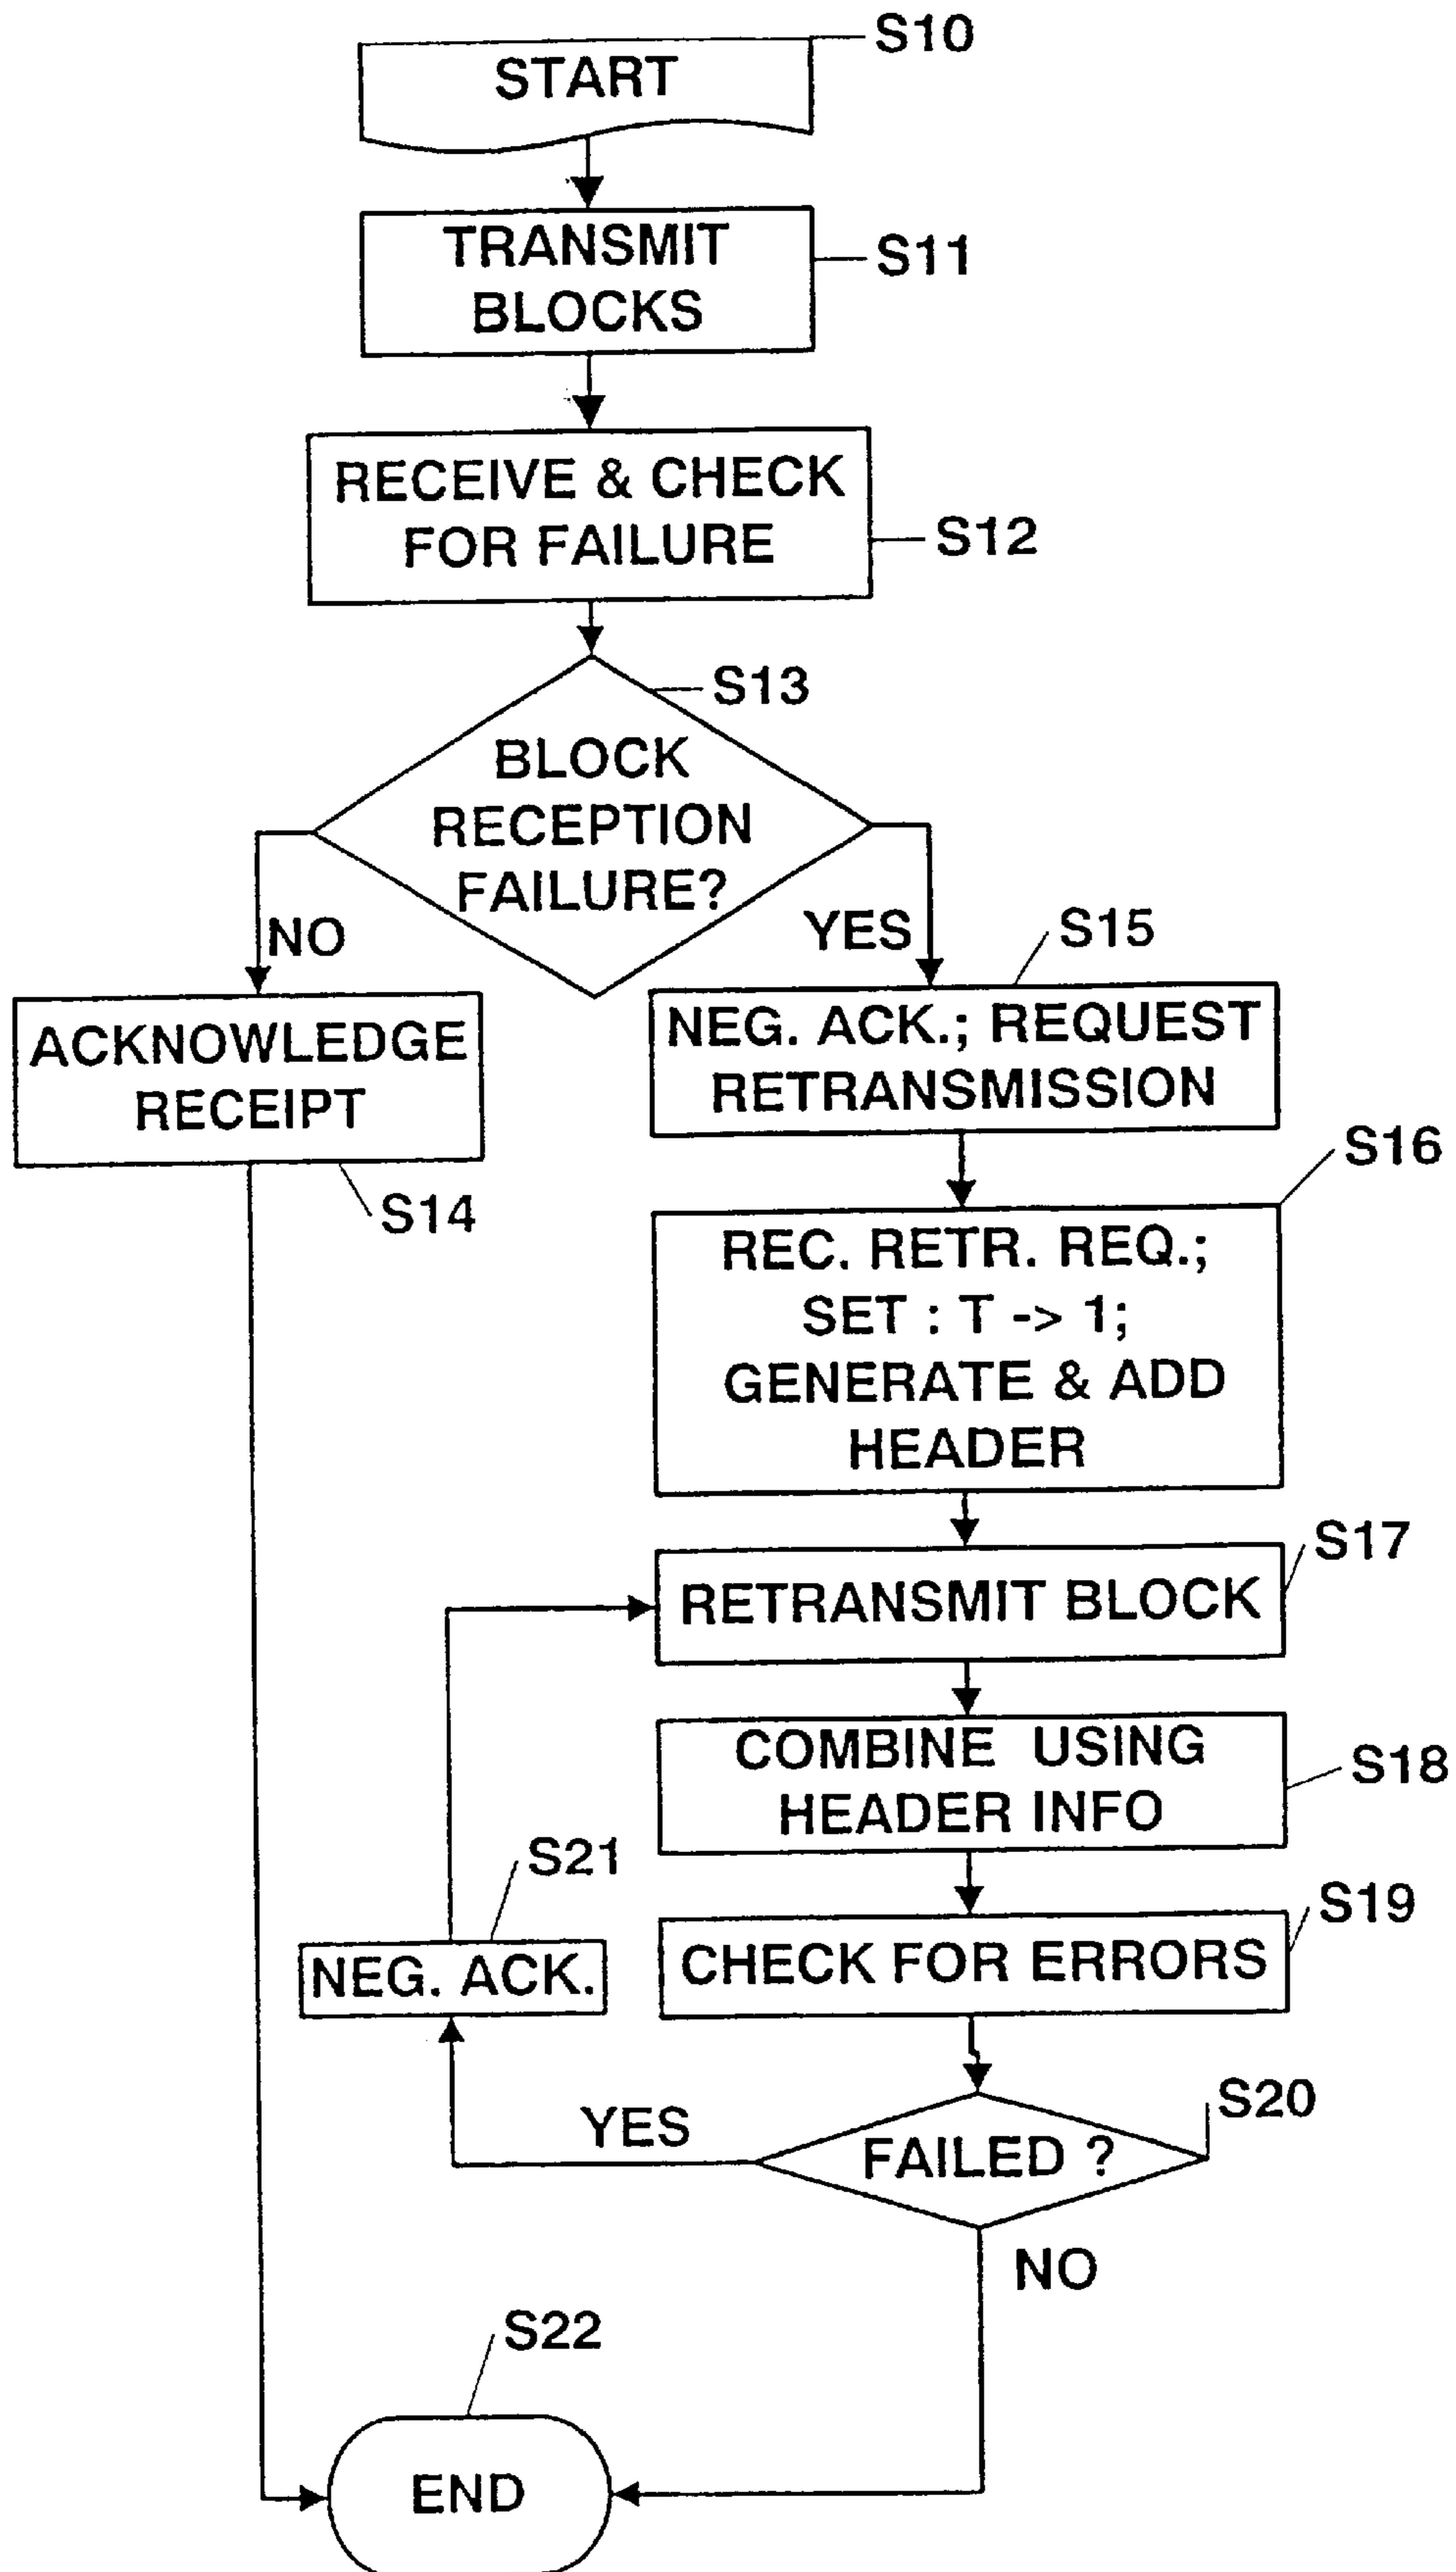 S10
START
TRANSMIT
BLOCKS
S11
RECEIVE & CHECK
FOR FAILURE
S12
S13
BLOCK
RECEPTION
FAILURE?
NO
YES
S15
ACKNOWLEDGE
RECEIPT
S14
NEG. ACK.; REQUEST
RETRANSMISSION
S16
REC. RETR. REQ.;
SET : T -> 1;
GENERATE & ADD
HEADER
S17
RETRANSMIT BLOCK
COMBINE USING
HEADER INFO
S18
S21
NEG. ACK.
S19
CHECK FOR ERRORS
YES
S20
FAILED ?
NO
S22
END